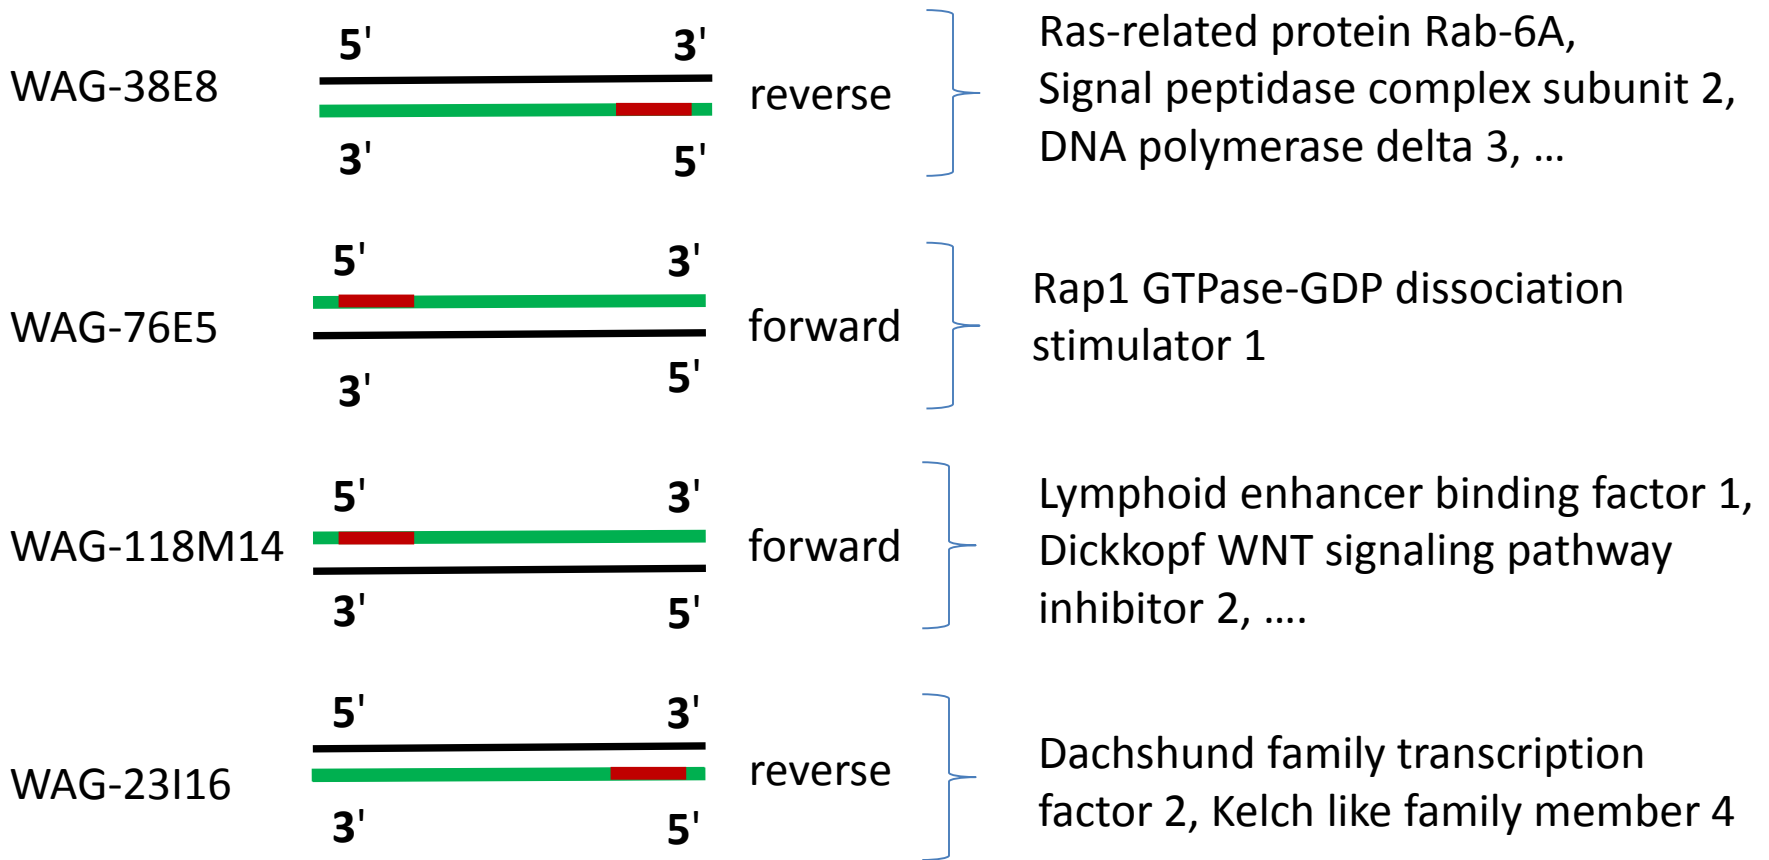 5' 3'
WAG-38E8 reverse
3' 5'
Ras-related protein Rab-6A,
Signal peptidase complex subunit 2,
DNA polymerase delta 3, ...
5' 3'
WAG-76E5 forward
3' 5'
Rap1 GTPase-GDP dissociation
stimulator 1
5' 3'
WAG-118M14 forward
3' 5'
Lymphoid enhancer binding factor 1,
Dickkopf WNT signaling pathway
inhibitor 2, ....
5' 3'
WAG-23I16 reverse
3' 5'
Dachshund family transcription
factor 2, Kelch like family member 4